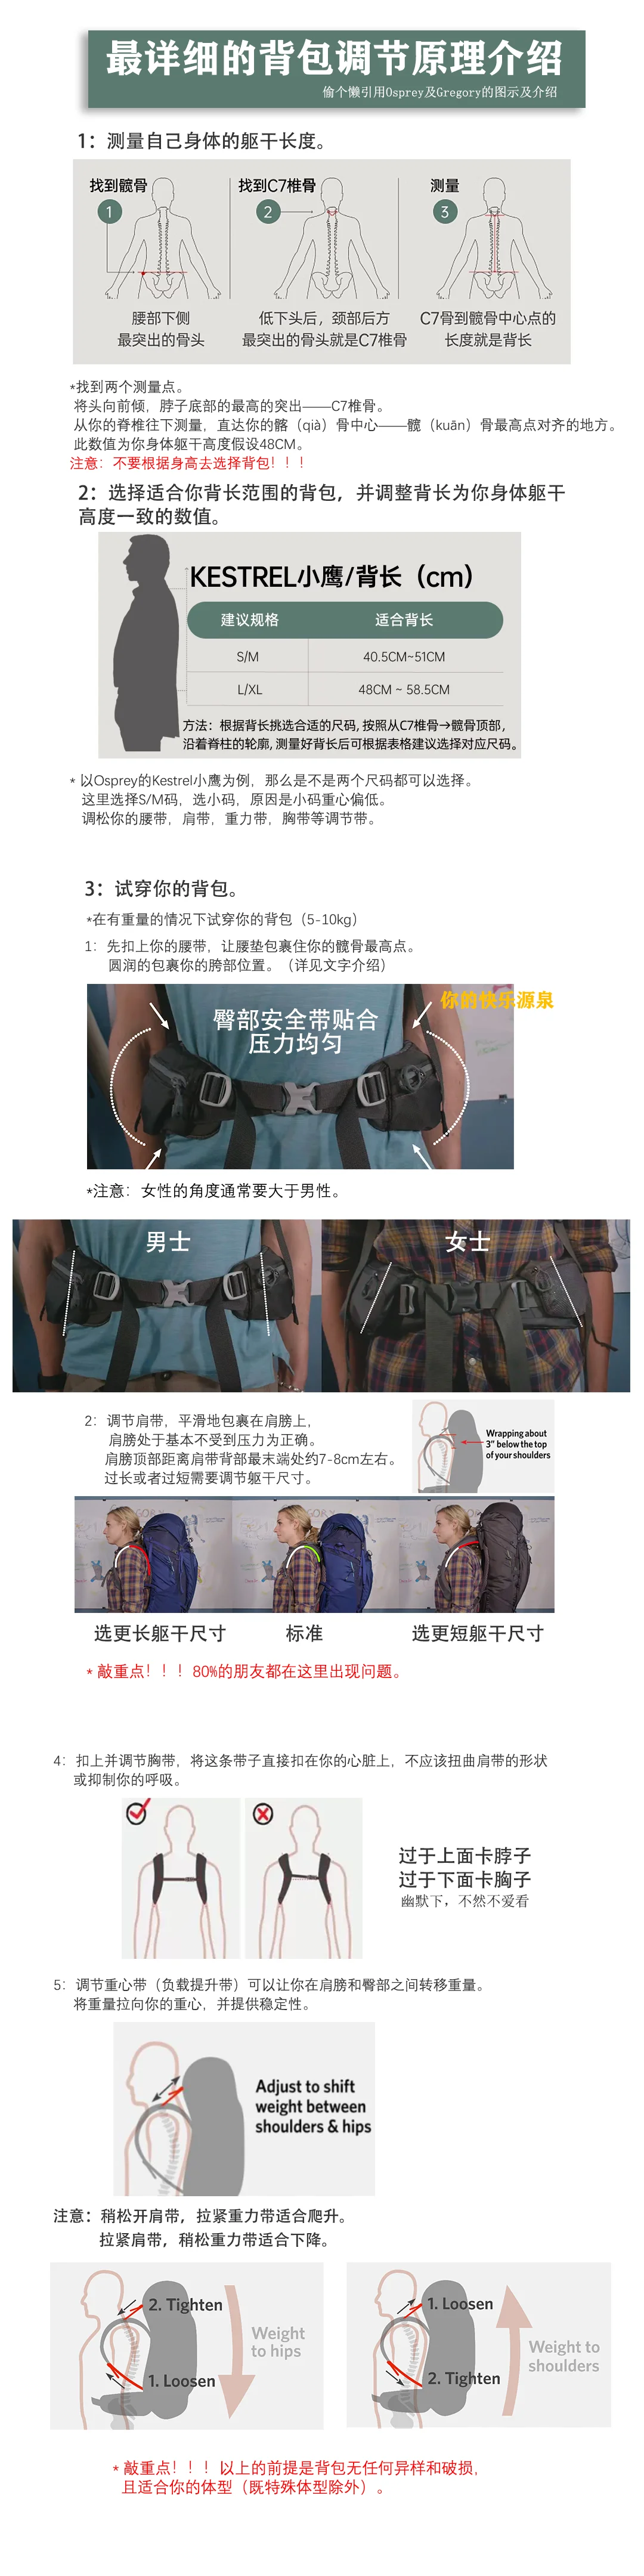 最详细的背包调节原理介绍
偷个懒引用Osprey及Gregory的图示及介绍
1：测量自己身体的躯干长度。
找到髋骨
找到C7椎骨
测量
1
2
3
腰部下侧
最突出的骨头
低下头后，颈部后方
最突出的骨头就是C7椎骨
C7骨到髋骨中心点的
长度就是背长
*找到两个测量点。
将头向前倾，脖子底部的最高的突出——C7椎骨。
从你的脊椎往下测量，直达你的髂（qià）骨中心——髋（kuān）骨最高点对齐的地方。
此数值为你身体躯干高度假设48CM。
注意：不要根据身高去选择背包！！！
2：选择适合你背长范围的背包，并调整背长为你身体躯干
高度一致的数值。
KESTREL小鹰/背长（cm）
建议规格 适合背长
S/M 40.5CM~51CM
L/XL 48CM ~ 58.5CM
方法：根据背长挑选合适的尺码,按照从C7椎骨→髋骨顶部,
沿着脊柱的轮廓,测量好背长后可根据表格建议选择对应尺码。
* 以Osprey的Kestrel小鹰为例，那么是不是两个尺码都可以选择。
这里选择S/M码，选小码，原因是小码重心偏低。
调松你的腰带，肩带，重力带，胸带等调节带。
3：试穿你的背包。
*在有重量的情况下试穿你的背包（5-10kg）
1：先扣上你的腰带，让腰垫包裹住你的髋骨最高点。
圆润的包裹你的胯部位置。（详见文字介绍）
你的快乐源泉
臀部安全带贴合
压力均匀
*注意：女性的角度通常要大于男性。
男士
女士
2：调节肩带，平滑地包裹在肩膀上，
肩膀处于基本不受到压力为正确。
肩膀顶部距离肩带背部最末端处约7-8cm左右。
过长或者过短需要调节躯干尺寸。
Wrapping about
3" below the top
of your shoulders
选更长躯干尺寸
标准
选更短躯干尺寸
* 敲重点！！！80%的朋友都在这里出现问题。
4：扣上并调节胸带，将这条带子直接扣在你的心脏上，不应该扭曲肩带的形状
或抑制你的呼吸。
过于上面卡脖子
过于下面卡胸子
幽默下，不然不爱看
5：调节重心带（负载提升带）可以让你在肩膀和臀部之间转移重量。
将重量拉向你的重心，并提供稳定性。
Adjust to shift
weight between
shoulders & hips
注意：稍松开肩带，拉紧重力带适合爬升。
拉紧肩带，稍松重力带适合下降。
2. Tighten
Weight
to hips
1. Loosen
1. Loosen
Weight to
shoulders
2. Tighten
* 敲重点！！！以上的前提是背包无任何异样和破损，
且适合你的体型（既特殊体型除外）。